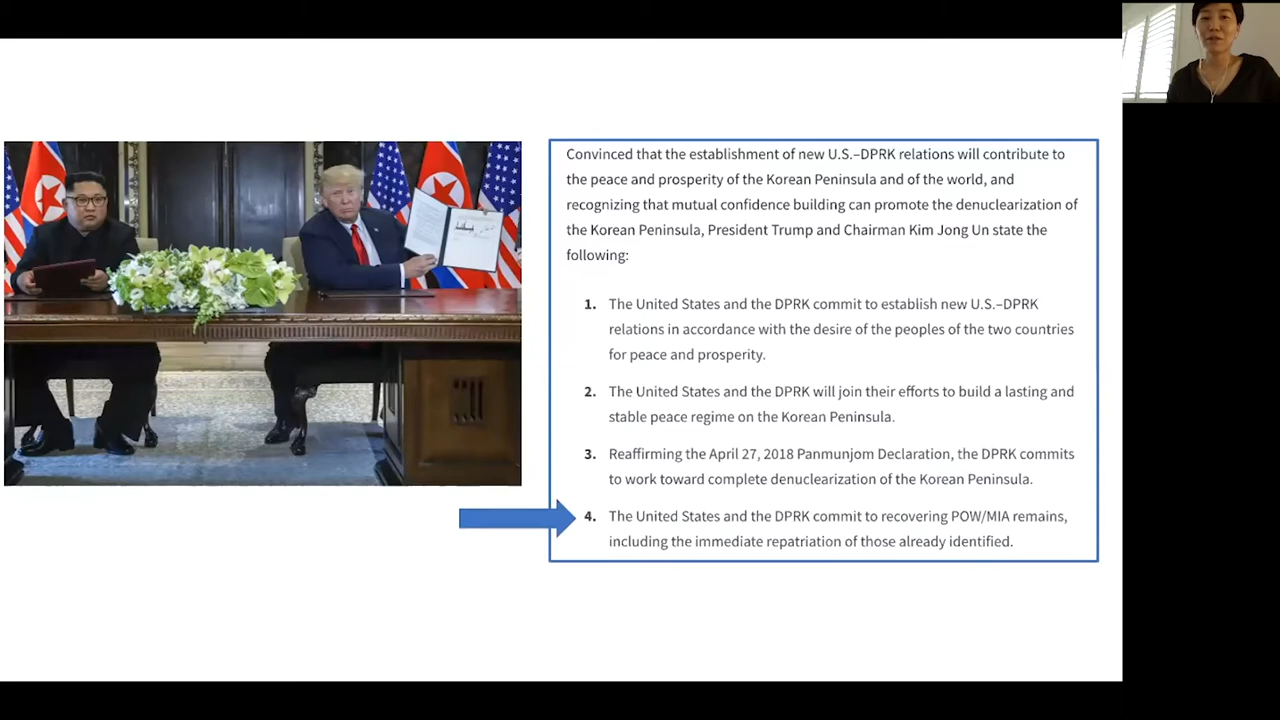 Convinced that the establishment of new U.S.–DPRK relations will contribute to
the peace and prosperity of the Korean Peninsula and of the world, and
recognizing that mutual confidence building can promote the denuclearization of
the Korean Peninsula, President Trump and Chairman Kim Jong Un state the
following:
1. The United States and the DPRK commit to establish new U.S.–DPRK
relations in accordance with the desire of the peoples of the two countries
for peace and prosperity.
2. The United States and the DPRK will join their efforts to build a lasting and
stable peace regime on the Korean Peninsula.
3. Reaffirming the April 27, 2018 Panmunjom Declaration, the DPRK commits
to work toward complete denuclearization of the Korean Peninsula.
4. The United States and the DPRK commit to recovering POW/MIA remains,
including the immediate repatriation of those already identified.